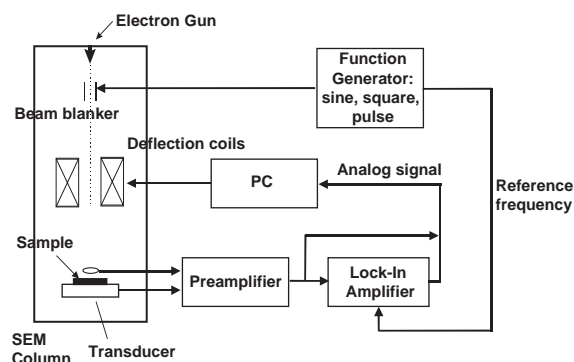 Electron Gun
Function
Generator:
sine, square,
pulse
Beam blanker
Deflection coils
PC
Analog signal
Reference
frequency
Sample
Preamplifier
Lock-In
Amplifier
SEM
Column
Transducer